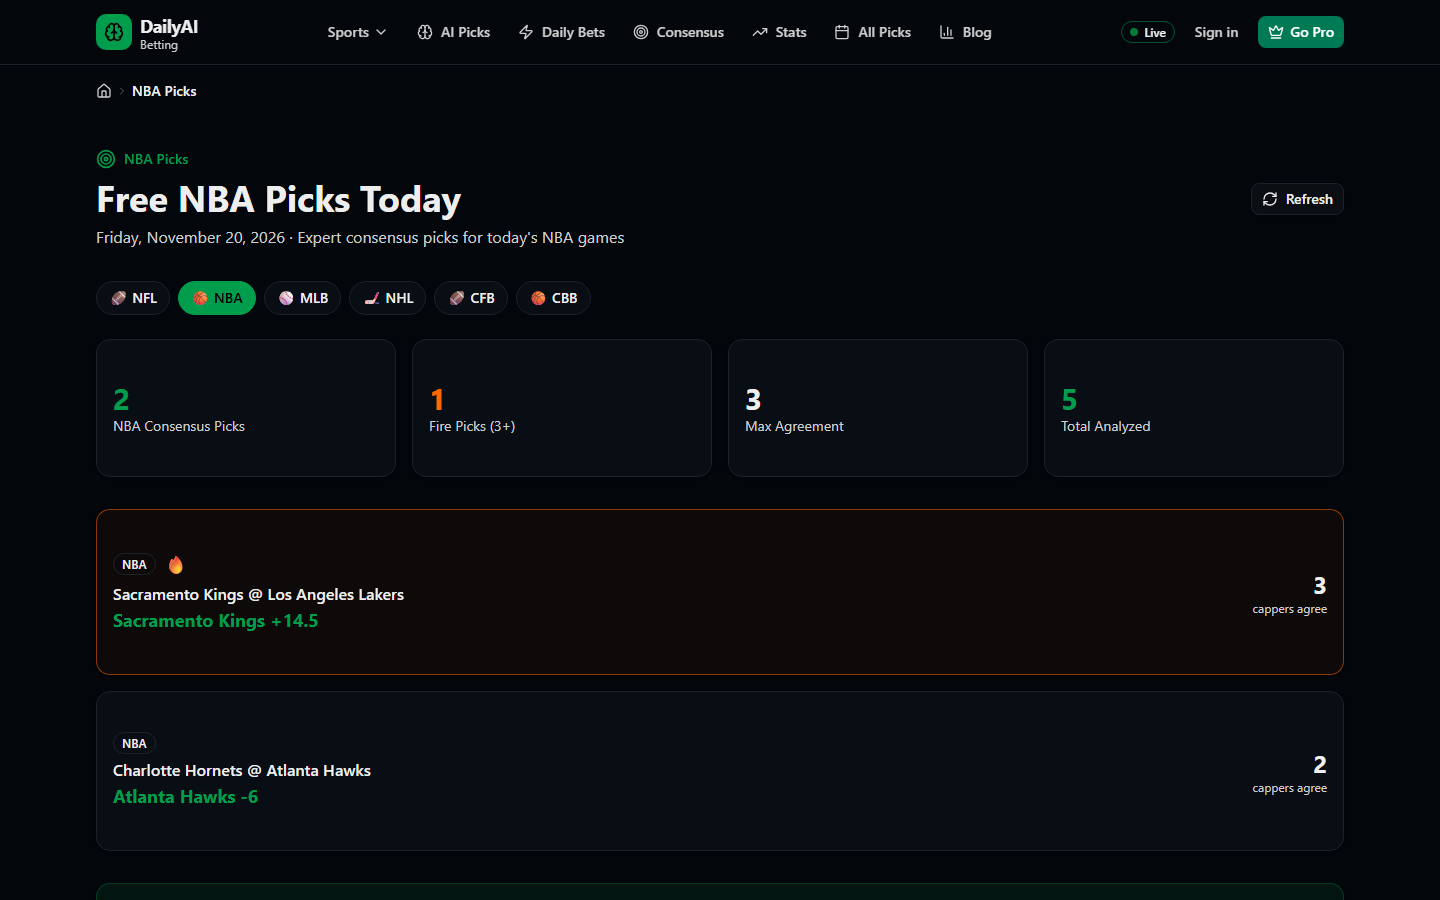 DailyAI
Betting
Sports
AI Picks
Daily Bets
Consensus
Stats
All Picks
Blog
Live
Sign in
Go Pro
NBA Picks
NBA Picks
Free NBA Picks Today
Refresh
Friday, November 20, 2026 · Expert consensus picks for today's NBA games
NFL
NBA
MLB
NHL
CFB
CBB
2
NBA Consensus Picks
1
Fire Picks (3+)
3
Max Agreement
5
Total Analyzed
NBA
Sacramento Kings @ Los Angeles Lakers
Sacramento Kings +14.5
3
cappers agree
NBA
Charlotte Hornets @ Atlanta Hawks
Atlanta Hawks -6
2
cappers agree